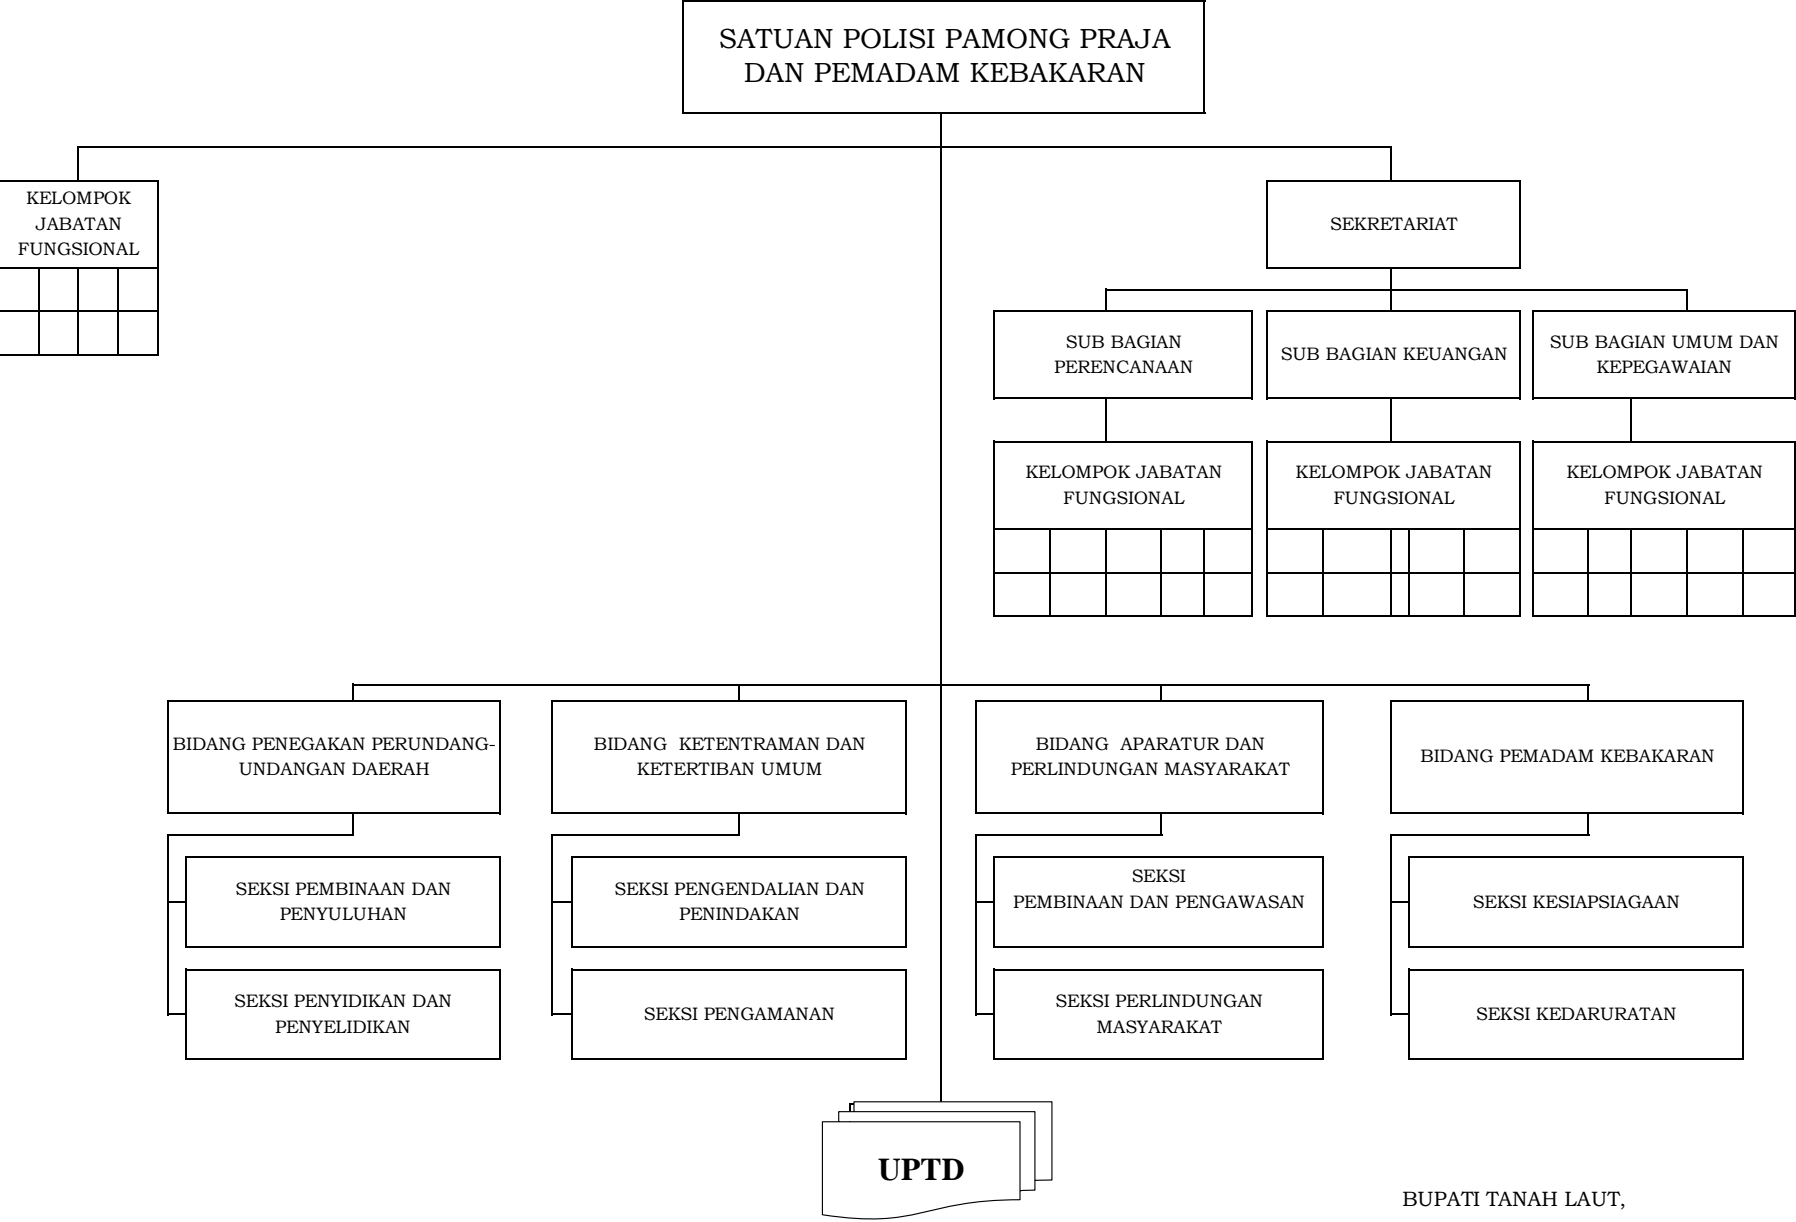 SATUAN POLISI PAMONG PRAJA
DAN PEMADAM KEBAKARAN
KELOMPOK
JABATAN
FUNGSIONAL
SEKRETARIAT
SUB BAGIAN
PERENCANAAN
SUB BAGIAN KEUANGAN
SUB BAGIAN UMUM DAN
KEPEGAWAIAN
KELOMPOK JABATAN
FUNGSIONAL
KELOMPOK JABATAN
FUNGSIONAL
KELOMPOK JABATAN
FUNGSIONAL
BIDANG PENEGAKAN PERUNDANG-
UNDANGAN DAERAH
BIDANG KETENTRAMAN DAN
KETERTIBAN UMUM
BIDANG APARATUR DAN
PERLINDUNGAN MASYARAKAT
BIDANG PEMADAM KEBAKARAN
SEKSI PEMBINAAN DAN
PENYULUHAN
SEKSI PENGENDALIAN DAN
PENINDAKAN
SEKSI
PEMBINAAN DAN PENGAWASAN
SEKSI KESIAPSIAGAAN
SEKSI PENYIDIKAN DAN
PENYELIDIKAN
SEKSI PENGAMANAN
SEKSI PERLINDUNGAN
MASYARAKAT
SEKSI KEDARURATAN
UPTD
BUPATI TANAH LAUT,